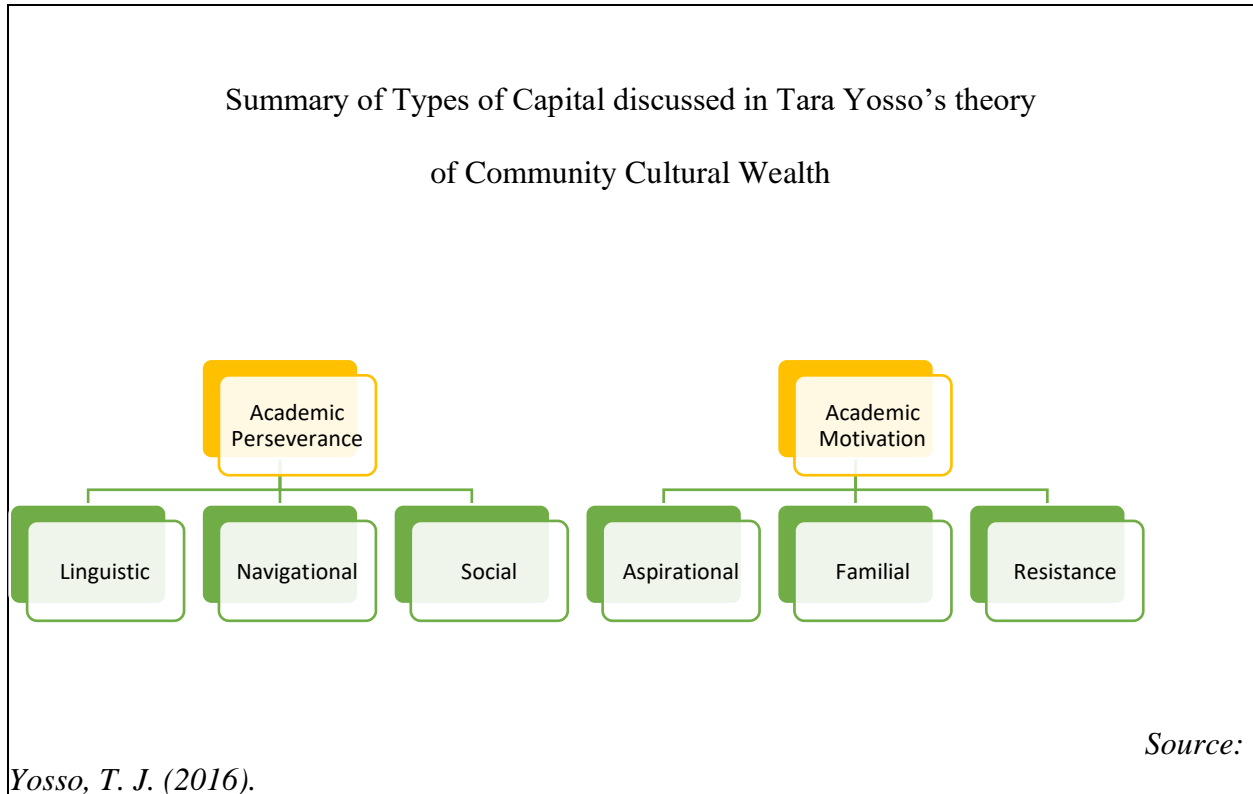 Summary of Types of Capital discussed in Tara Yosso’s theory
of Community Cultural Wealth
Academic
Perseverance
Academic
Motivation
Linguistic
Navigational
Social
Aspirational
Familial
Resistance
Source:
Yosso, T. J. (2016).